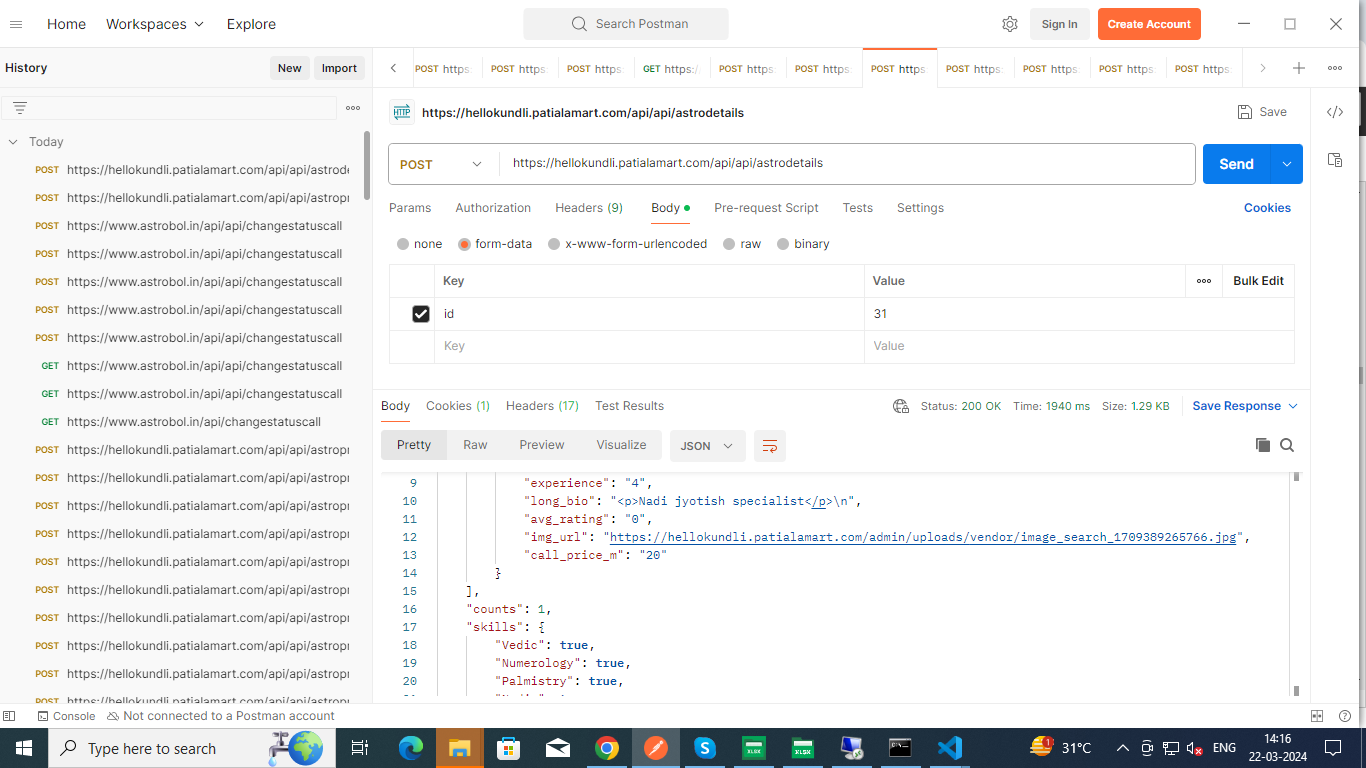 Home
Workspaces
Explore
Search Postman
Sign In
Create Account
History
New
Import
POST https:
POST https:
POST https:
GET https:/
POST https:
POST https:
POST https
POST https:
POST https:
POST https:
POST https:
https://hellokundli.patialamart.com/api/api/astrodetails
Save
Today
POST https://hellokundli.patialamart.com/api/api/astrode
POST https://hellokundli.patialamart.com/api/api/astropr
POST https://www.astrobol.in/api/api/changestatuscall
POST https://www.astrobol.in/api/api/changestatuscall
POST https://www.astrobol.in/api/api/changestatuscall
POST https://www.astrobol.in/api/api/changestatuscall
POST https://www.astrobol.in/api/api/changestatuscall
GET https://www.astrobol.in/api/api/changestatuscall
GET https://www.astrobol.in/api/api/changestatuscall
GET https://www.astrobol.in/api/changestatuscall
POST https://hellokundli.patialamart.com/api/api/astropr
POST https://hellokundli.patialamart.com/api/api/astropr
POST https://hellokundli.patialamart.com/api/api/astropr
POST https://hellokundli.patialamart.com/api/api/astropr
POST https://hellokundli.patialamart.com/api/api/astropr
POST https://hellokundli.patialamart.com/api/api/astropr
POST https://hellokundli.patialamart.com/api/api/astropr
POST https://hellokundli.patialamart.com/api/api/astropr
POST https://hellokundli.patialamart.com/api/api/astropr
POST https://hellokundli.patialamart.com/api/api/astropr
HTTP
POST
https://hellokundli.patialamart.com/api/api/astrodetails
Send
Params
Authorization
Headers (9)
Body
Pre-request Script
Tests
Settings
Cookies
none
form-data
x-www-form-urlencoded
raw
binary
Key
Value
Bulk Edit
id
31
Key
Value
Body
Cookies (1)
Headers (17)
Test Results
Status: 200 OK
Time: 1940 ms
Size: 1.29 KB
Save Response
Pretty
Raw
Preview
Visualize
JSON
9 "experience": "4",
10 "long_bio": "<p>Nadi jyotish specialist</p>\n",
11 "avg_rating": "0",
12 "img_url": "https://hellokundli.patialamart.com/admin/uploads/vendor/image_search_1709389265766.jpg",
13 "call_price_m": "20"
14 }
15 ],
16 "counts": 1,
17 "skills": {
18 "Vedic": true,
19 "Numerology": true,
20 "Palmistry": true,
Console
Not connected to a Postman account
Type here to search
XLSX
XLSX
1
31°C
ENG
14:16
22-03-2024